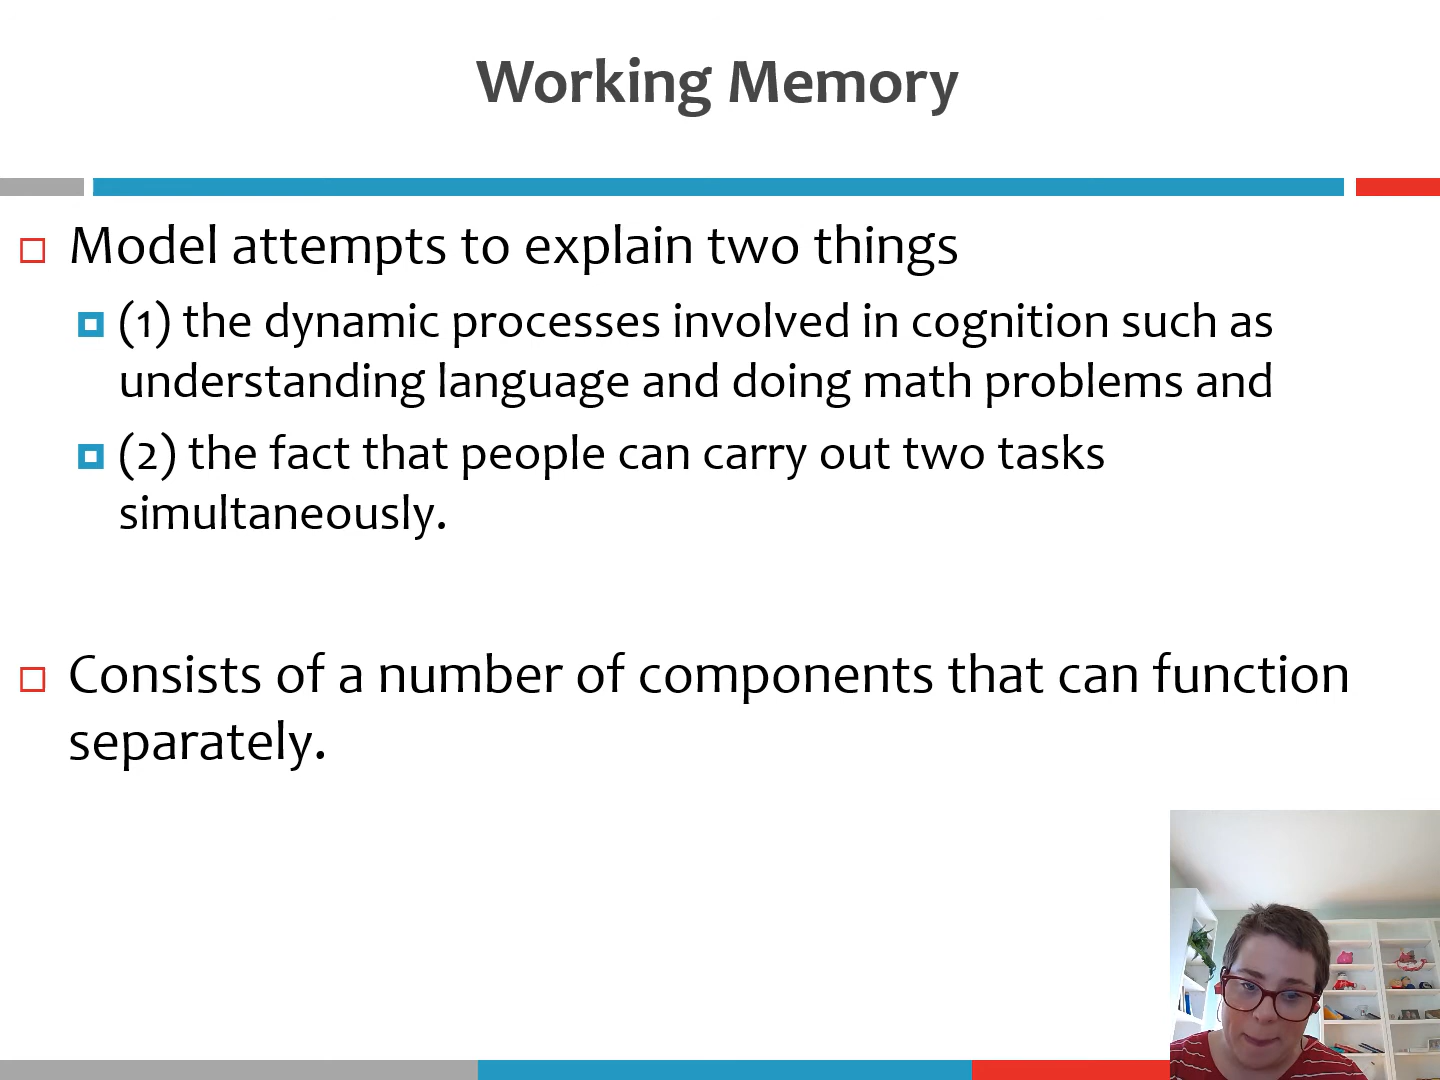 Working Memory
Model attempts to explain two things
(1) the dynamic processes involved in cognition such as
understanding language and doing math problems and
(2) the fact that people can carry out two tasks
simultaneously.
Consists of a number of components that can function
separately.